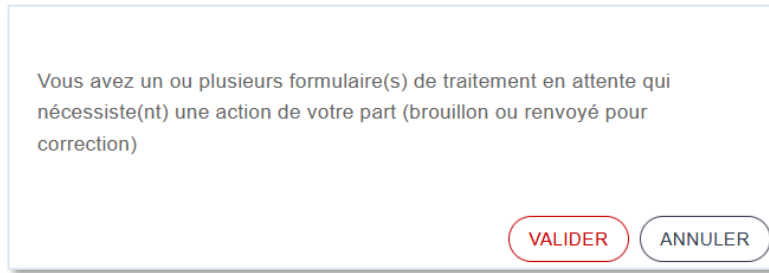 Vous avez un ou plusieurs formulaire(s) de traitement en attente qui
nécessiste(nt) une action de votre part (brouillon ou renvoyé pour
correction)
VALIDER
ANNULER